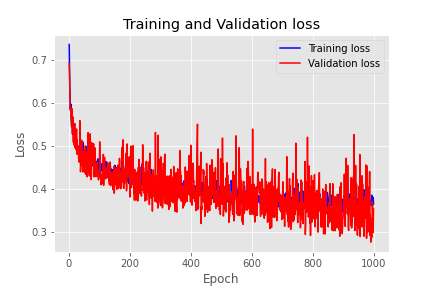 Training and Validation loss
Training loss
Validation loss
0.7
0.6
0.5
0.4
0.3
Loss
0
200
400
600
800
1000
Epoch